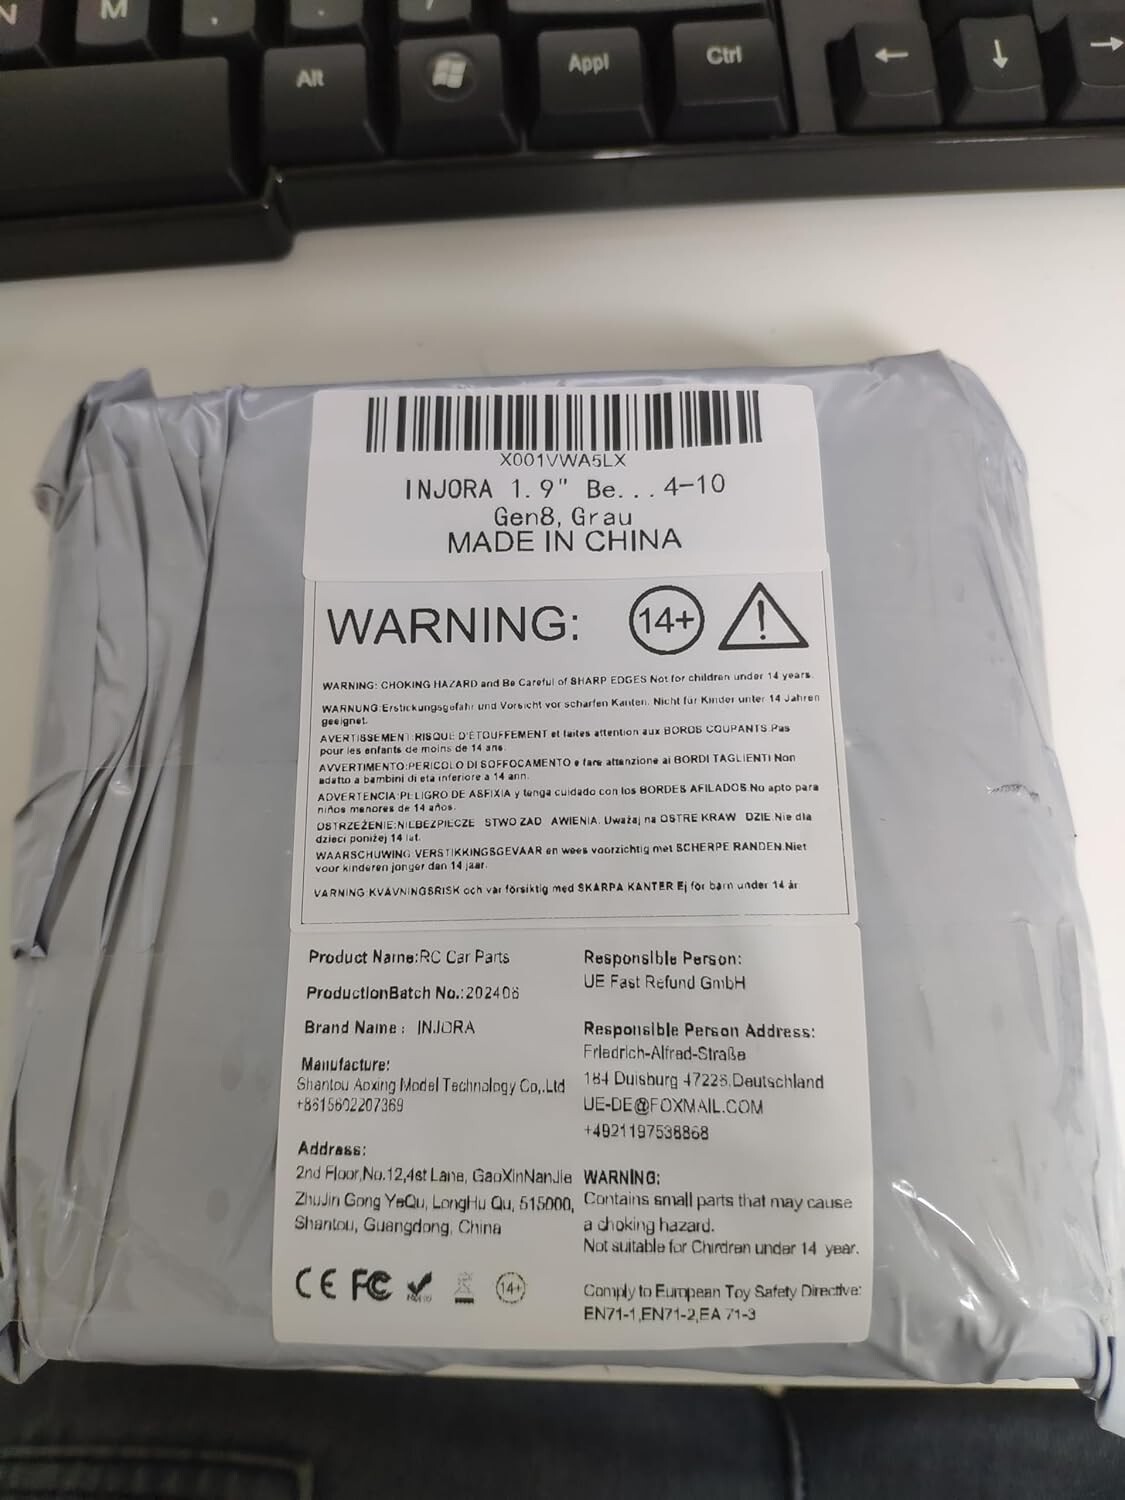 N
M
Alt
Appl
Ctrl
←
↓
→
X001VWA5LX
INJORA 1.9" Be...4-10
Gen8, Grau
MADE IN CHINA
WARNING: 14+
WARNING: CHOKING HAZARD and Be Careful of SHARP EDGES Not for children under 14 years.
WARNUNG:Erstickungsgefahr und Vorsicht vor scharfen Kanten. Nicht für Kinder unter 14 Jahren
geeignet.
AVERTISSEMENT:RISQUE D'ÉTOUFFEMENT et faites attention aux BORDS COUPANTS.Pas
pour les enfants de moins de 14 ans.
AVVERTIMENTO:PERICOLO DI SOFFOCAMENTO e fare attenzione ai BORDI TAGLIENTI Non
adatto a bambini di età inferiore a 14 ann.
ADVERTENCIA:PELIGRO DE ASFIXIA y tenga cuidado con los BORDES AFILADOS.No apto para
niños menores de 14 años.
OSTRZEŻENIE:NIEBEZPIECZE STWO ZAD AWIENIA. Uważaj na OSTRE KRAW DZIE.Nie dla
dzieci poniżej 14 lat.
WAARSCHUWING VERSTIKKINGSGEVAAR en wees voorzichtig met SCHERPE RANDEN.Niet
voor kinderen jonger dan 14 jaar.
VARNING KVÄVNINGSRISK och var försiktig med SKARPA KANTER Ej för barn under 14 år
Product Name:RC Car Parts
ProductionBatch No.:202406
Brand Name: INJORA
Manufacture:
Shantou Aoxing Model Technology Co,.Ltd
+8615602207369
Address:
2nd Floor,No.12,4st Lane, GaoXinNanJie
ZhuJin Gong YeQu, LongHu Qu, 515000,
Shantou, Guangdong, China
CE FC 14+
Responsible Person:
UE Fast Refund GmbH
Responsible Person Address:
Friedrich-Alfred-Straße
184 Duisburg 47226,Deutschland
UE-DE@FOXMAIL.COM
+4921197538868
WARNING:
Contains small parts that may cause
a choking hazard.
Not suitable for Chirdren under 14 year.
Comply to European Toy Safety Directive:
EN71-1,EN71-2,EA 71-3